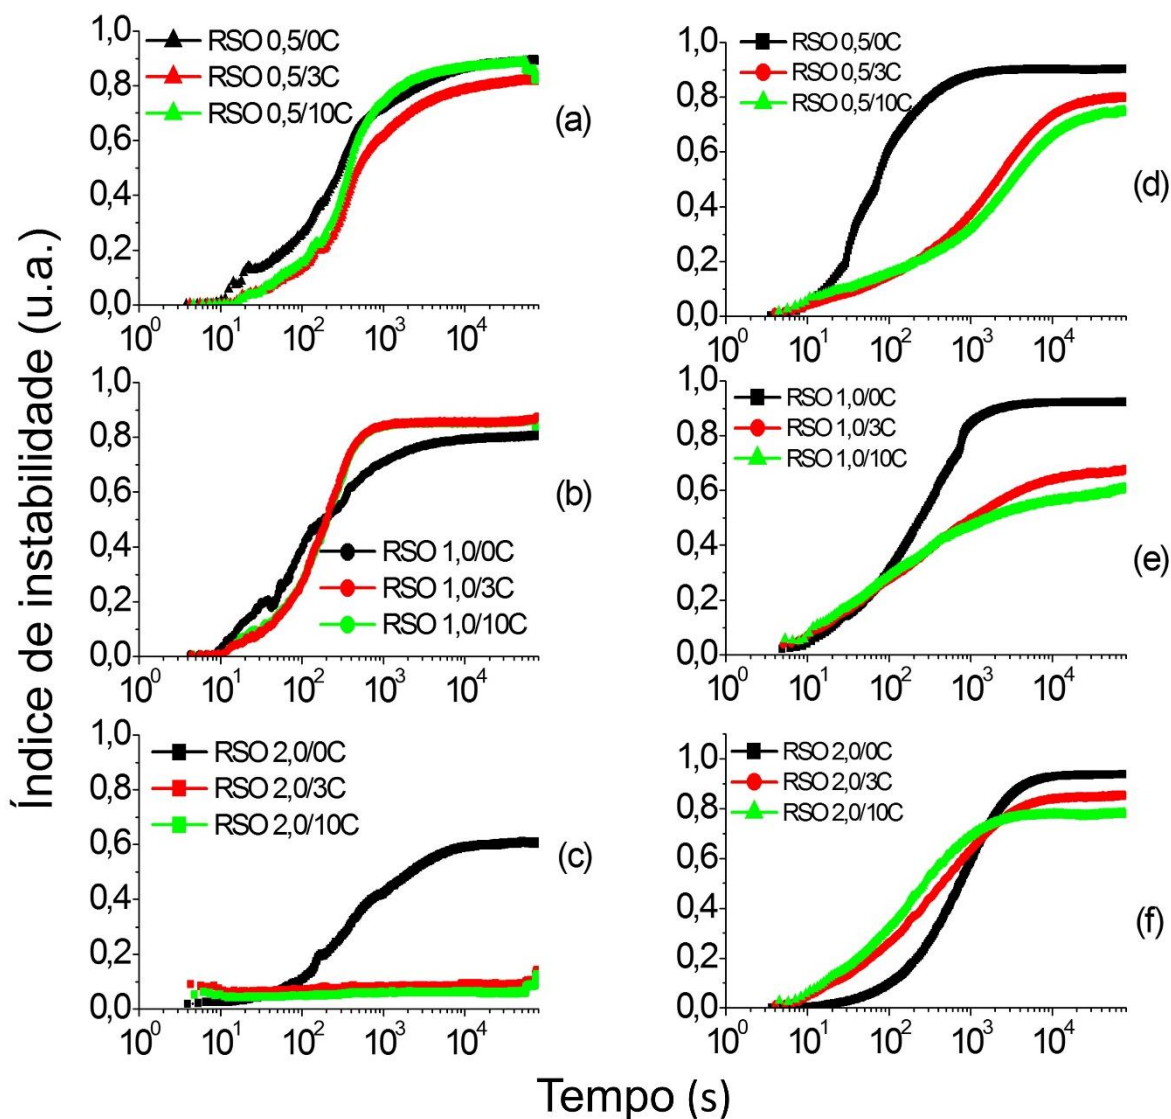 Índice de instabilidade (u.a.)
1,0
0,8
0,6
0,4
0,2
0,0
RSO 0,5/0C
RSO 0,5/3C
RSO 0,5/10C
(a)
10⁰ 10¹ 10² 10³ 10⁴
1,0
0,8
0,6
0,4
0,2
0,0
RSO 0,5/0C
RSO 0,5/3C
RSO 0,5/10C
(d)
10⁰ 10¹ 10² 10³ 10⁴
1,0
0,8
0,6
0,4
0,2
0,0
RSO 1,0/0C
RSO 1,0/3C
RSO 1,0/10C
(b)
10⁰ 10¹ 10² 10³ 10⁴
1,0
0,8
0,6
0,4
0,2
0,0
RSO 1,0/0C
RSO 1,0/3C
RSO 1,0/10C
(e)
10⁰ 10¹ 10² 10³ 10⁴
1,0
0,8
0,6
0,4
0,2
0,0
RSO 2,0/0C
RSO 2,0/3C
RSO 2,0/10C
(c)
10⁰ 10¹ 10² 10³ 10⁴
1,0
0,8
0,6
0,4
0,2
0,0
RSO 2,0/0C
RSO 2,0/3C
RSO 2,0/10C
(f)
10⁰ 10¹ 10² 10³ 10⁴
Tempo (s)